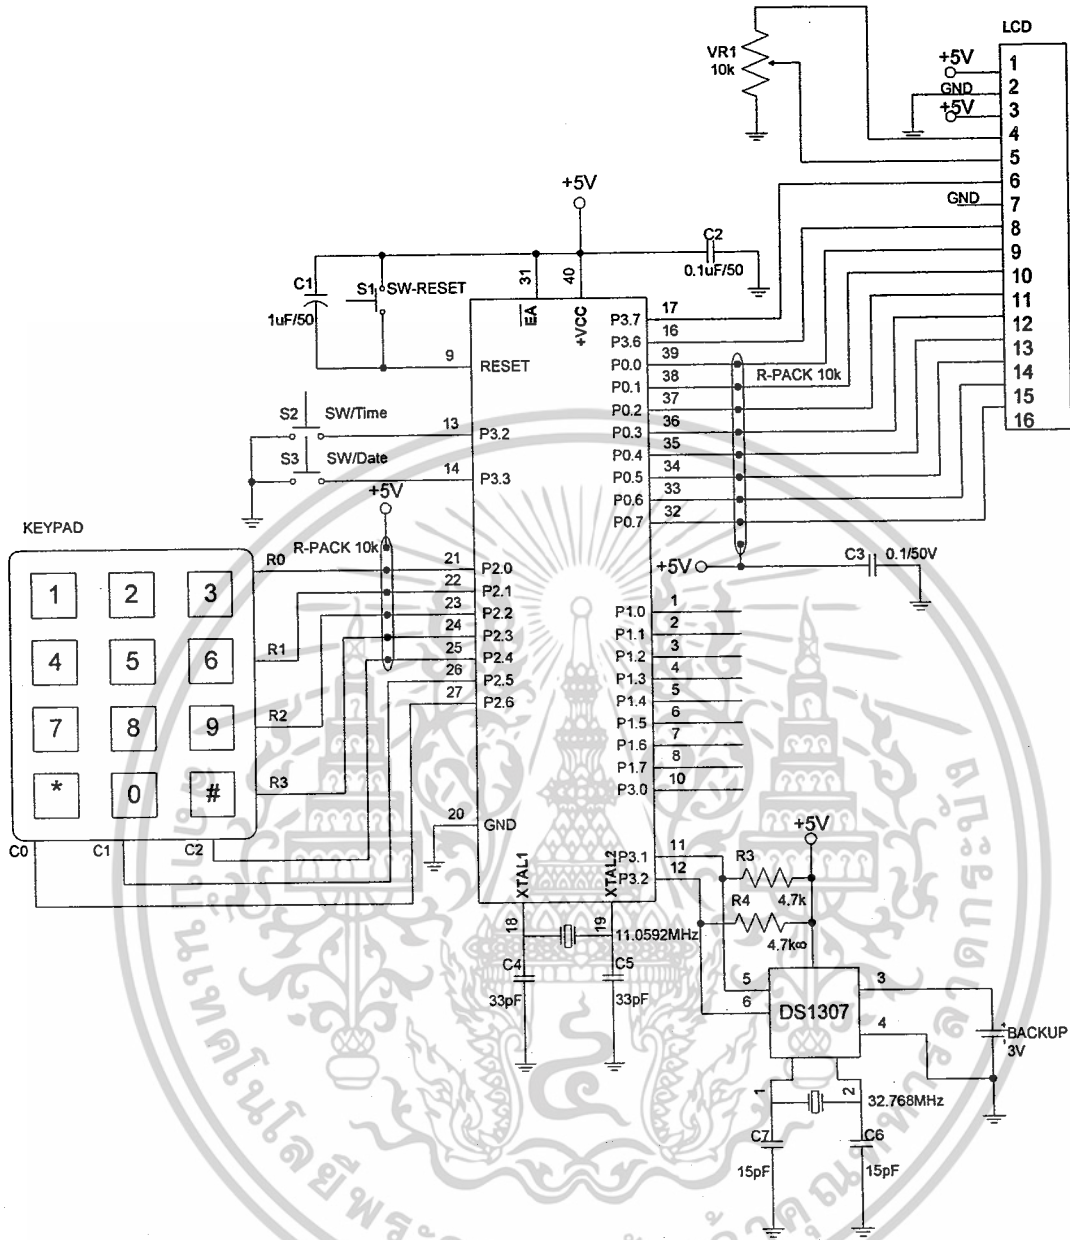 LCD
VR1
10k
+5V
GND
+5V
1
2
3
4
5
6
7
8
9
10
11
12
13
14
15
16
GND
+5V
C2
0.1uF/50
C1
1uF/50
S1
SW-RESET
31
40
EA
+VCC
9
RESET
S2
SW/Time
13
P3.2
S3
SW/Date
14
P3.3
P3.7
17
P3.6
16
P0.0
39
P0.1
38
P0.2
37
P0.3
36
P0.4
35
P0.5
34
P0.6
33
P0.7
32
R-PACK 10k
+5V
C3
0.1/50V
KEYPAD
1
2
3
4
5
6
7
8
9
*
0
#
R0
R1
R2
R3
C0
C1
C2
+5V
R-PACK 10k
21
P2.0
22
P2.1
23
P2.2
24
P2.3
25
P2.4
26
P2.5
27
P2.6
20
GND
P1.0
1
P1.1
2
P1.2
3
P1.3
4
P1.4
5
P1.5
6
P1.6
7
P1.7
8
P3.0
10
P3.1
11
P3.2
12
XTAL1
XTAL2
18
19
11.0592MHz
C4
33pF
C5
33pF
+5V
R3
4.7k
R4
4.7k∞
5
6
DS1307
3
4
BACKUP
3V
1
2
32.768MHz
C7
15pF
C6
15pF